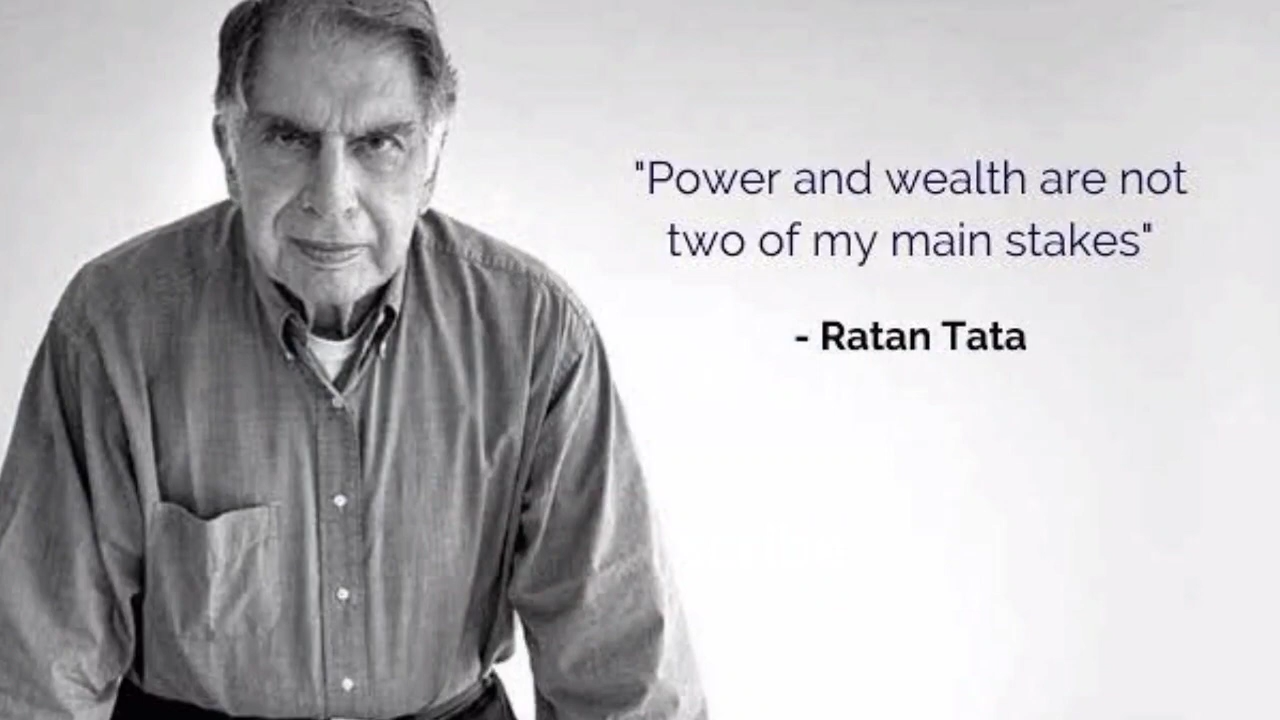 "Power and wealth are not
two of my main stakes"
- Ratan Tata